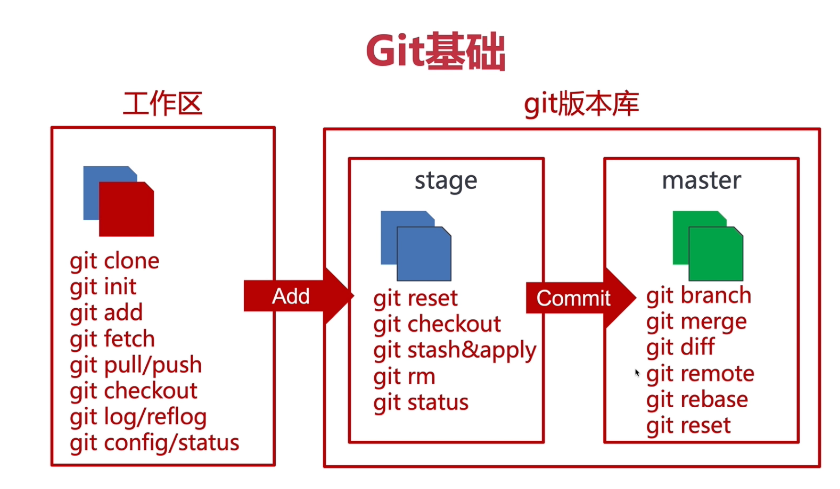 Git基础
工作区
git clone
git init
git add
git fetch
git pull/push
git checkout
git log/reflog
git config/status
Add
git版本库
stage
git reset
git checkout
git stash&apply
git rm
git status
Commit
master
git branch
git merge
git diff
git remote
git rebase
git reset